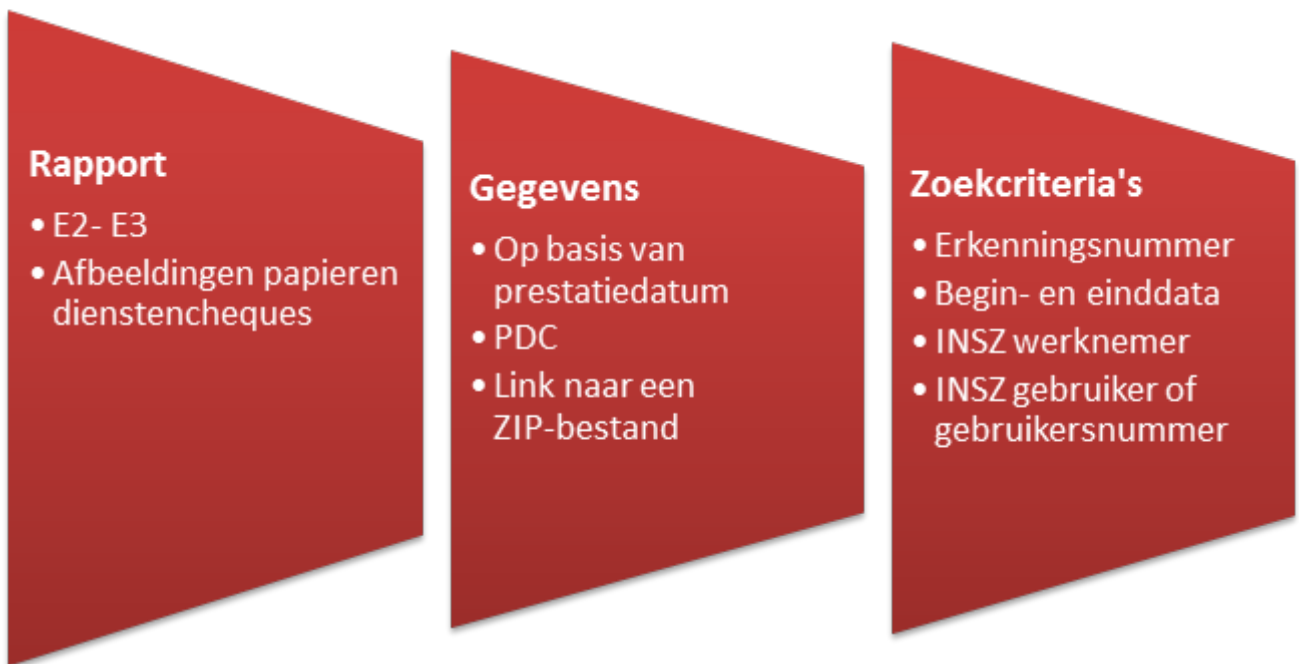 Rapport
• E2- E3
• Afbeeldingen papieren
dienstencheques
Gegevens
• Op basis van
prestatiedatum
• PDC
• Link naar een
ZIP-bestand
Zoekcriteria's
• Erkenningsnummer
• Begin- en einddata
• INSZ werknemer
• INSZ gebruiker of
gebruikersnummer